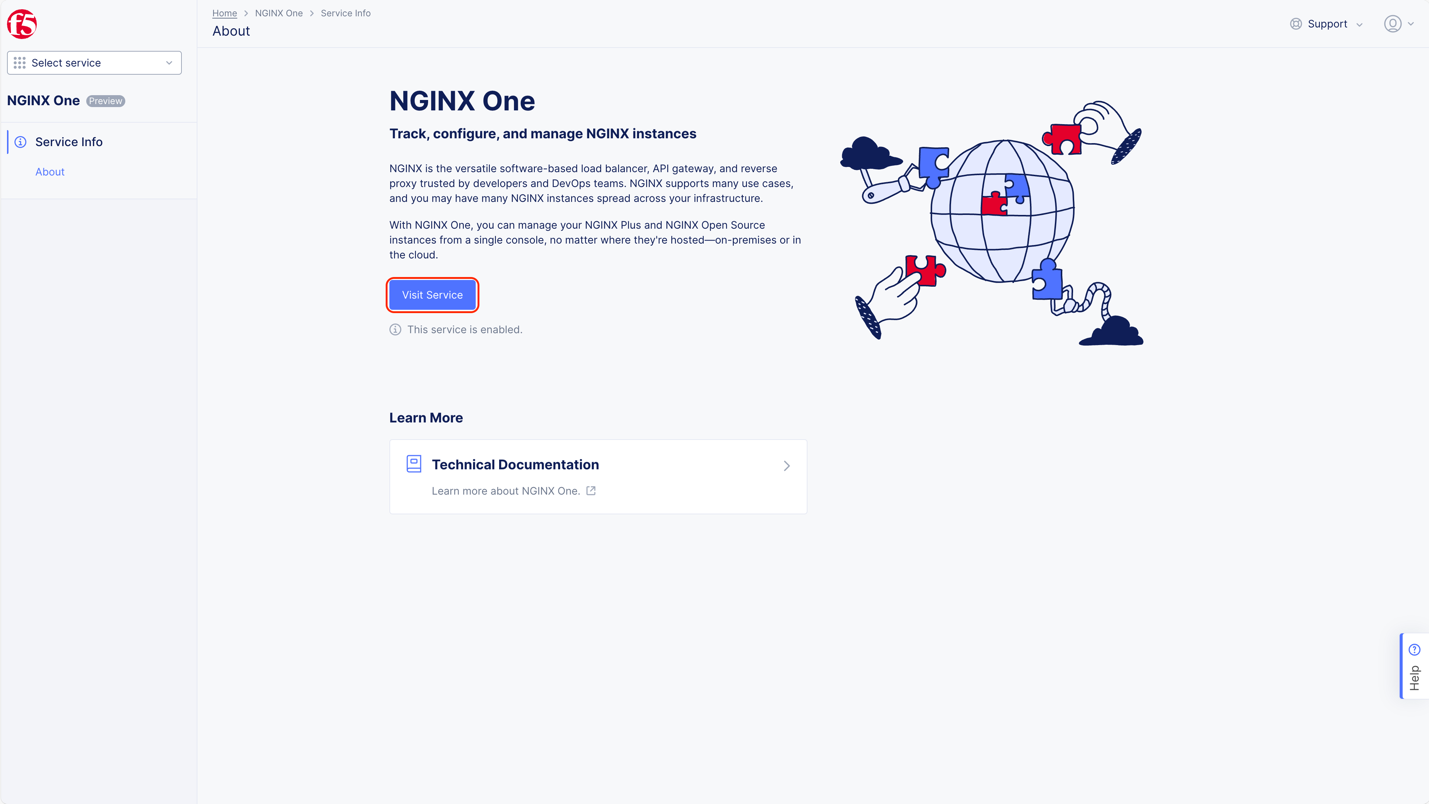 f5
Select service
NGINX One Preview
Service Info
About
Home > NGINX One > Service Info
About
Support
NGINX One
Track, configure, and manage NGINX instances
NGINX is the versatile software-based load balancer, API gateway, and reverse
proxy trusted by developers and DevOps teams. NGINX supports many use cases,
and you may have many NGINX instances spread across your infrastructure.
With NGINX One, you can manage your NGINX Plus and NGINX Open Source
instances from a single console, no matter where they're hosted—on-premises or in
the cloud.
Visit Service
This service is enabled.
Learn More
Technical Documentation
Learn more about NGINX One.
Help